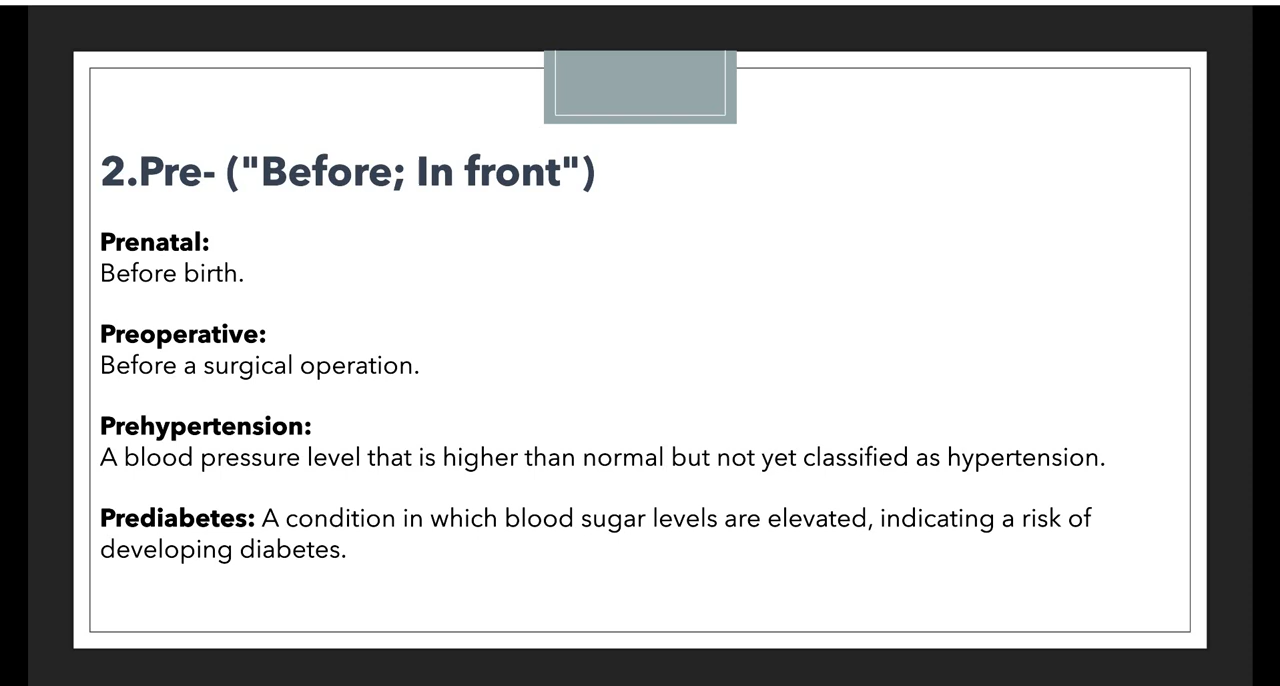 2.Pre- ("Before; In front")
Prenatal:
Before birth.
Preoperative:
Before a surgical operation.
Prehypertension:
A blood pressure level that is higher than normal but not yet classified as hypertension.
Prediabetes: A condition in which blood sugar levels are elevated, indicating a risk of
developing diabetes.